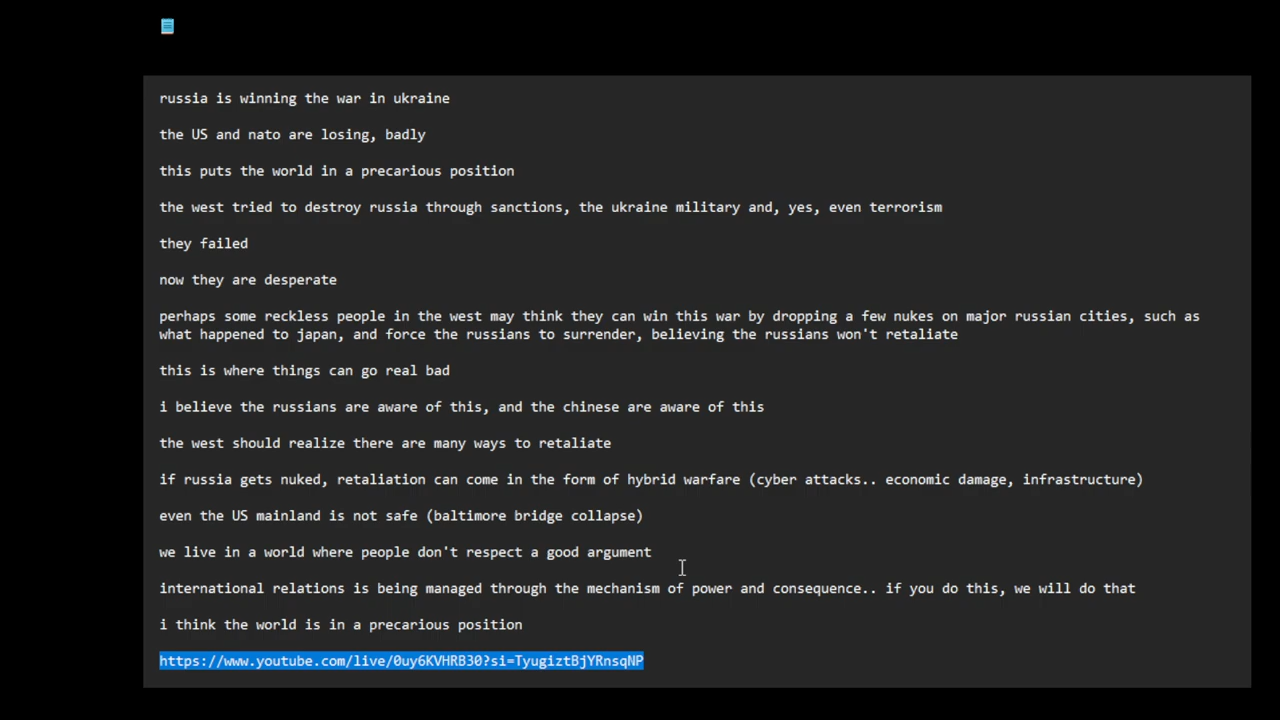 russia is winning the war in ukraine
the US and nato are losing, badly
this puts the world in a precarious position
the west tried to destroy russia through sanctions, the ukraine military and, yes, even terrorism
they failed
now they are desperate
perhaps some reckless people in the west may think they can win this war by dropping a few nukes on major russian cities, such as
what happened to japan, and force the russians to surrender, believing the russians won't retaliate
this is where things can go real bad
i believe the russians are aware of this, and the chinese are aware of this
the west should realize there are many ways to retaliate
if russia gets nuked, retaliation can come in the form of hybrid warfare (cyber attacks.. economic damage, infrastructure)
even the US mainland is not safe (baltimore bridge collapse)
we live in a world where people don't respect a good argument
international relations is being managed through the mechanism of power and consequence.. if you do this, we will do that
i think the world is in a precarious position
https://www.youtube.com/live/0uy6KVHRB30?si=TyugiztBjYRnsqNP